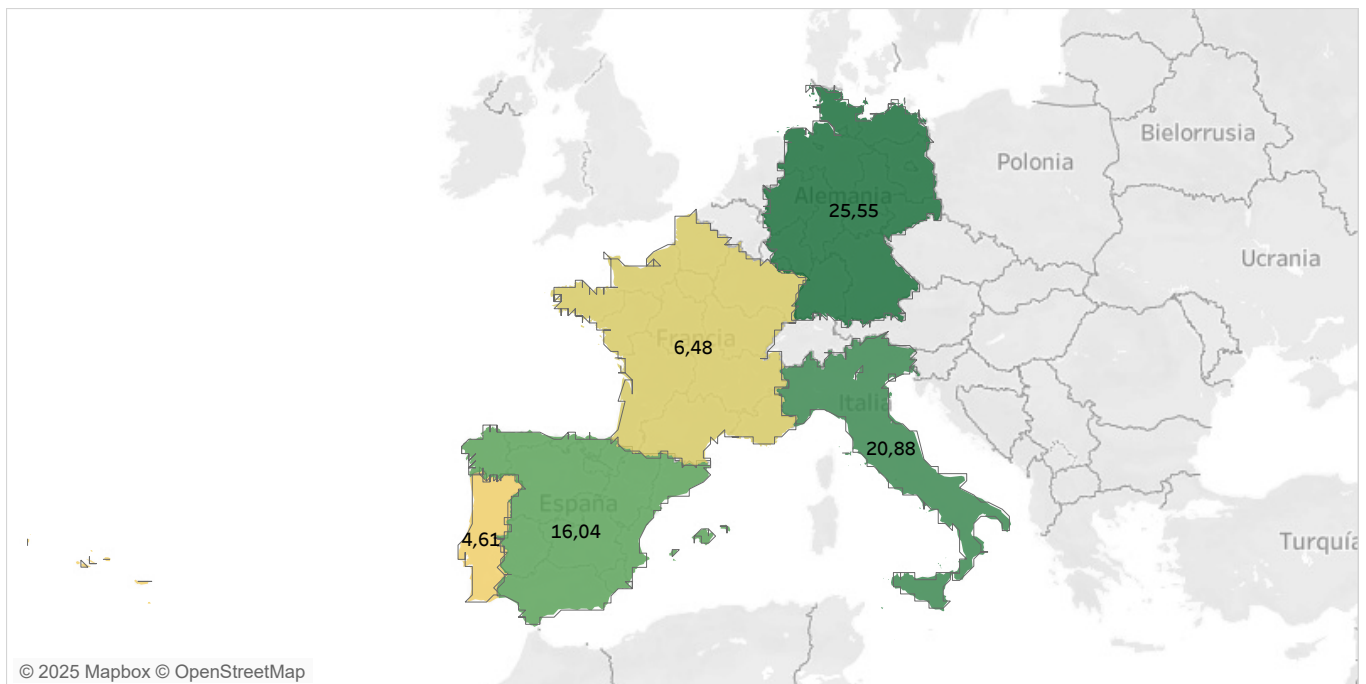 Bielorrusia
Polonia
Alemania
25,55
Ucrania
Francia
6,48
Italia
20,88
España
16,04
4,61
Turquía
© 2025 Mapbox © OpenStreetMap